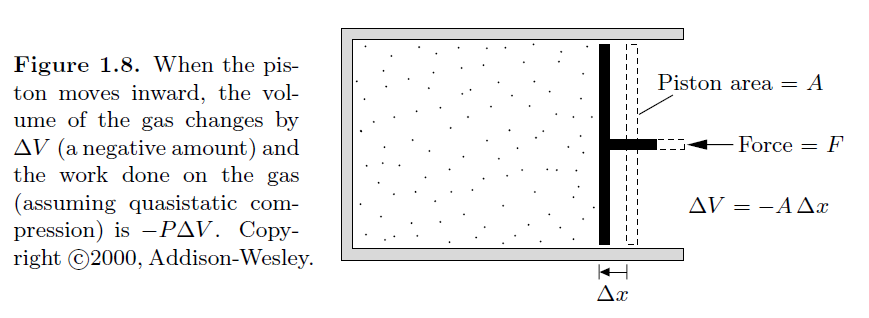 Figure 1.8. When the pis-
ton moves inward, the vol-
ume of the gas changes by
ΔV (a negative amount) and
the work done on the gas
(assuming quasistatic com-
pression) is −PΔV. Copy-
right ©2000, Addison-Wesley.
Piston area = A
Force = F
ΔV = −A Δx
Δx